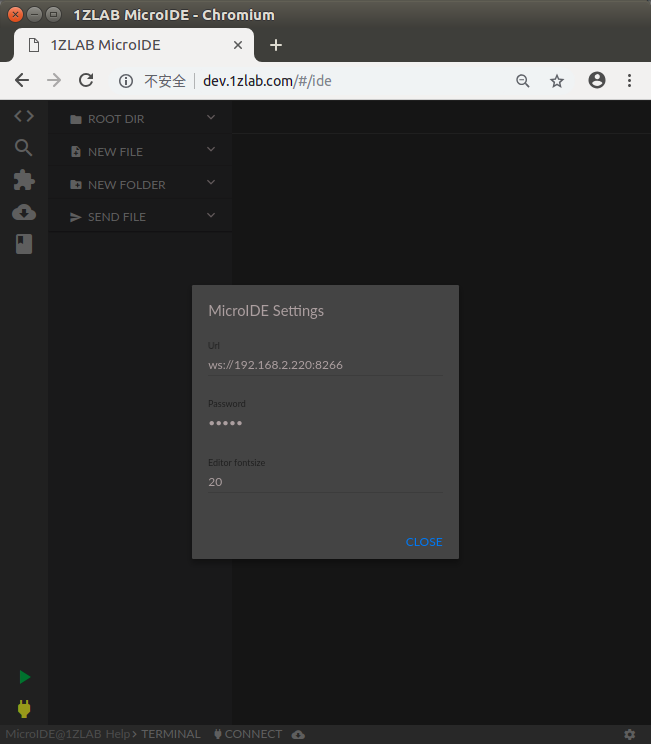 1ZLAB MicroIDE - Chromium
1ZLAB MicroIDE
不安全 dev.1zlab.com/#/ide
ROOT DIR
NEW FILE
NEW FOLDER
SEND FILE
MicroIDE Settings
Url
ws://192.168.2.220:8266
Password
•••••
Editor fontsize
20
CLOSE
MicroIDE@1ZLAB Help> TERMINAL CONNECT